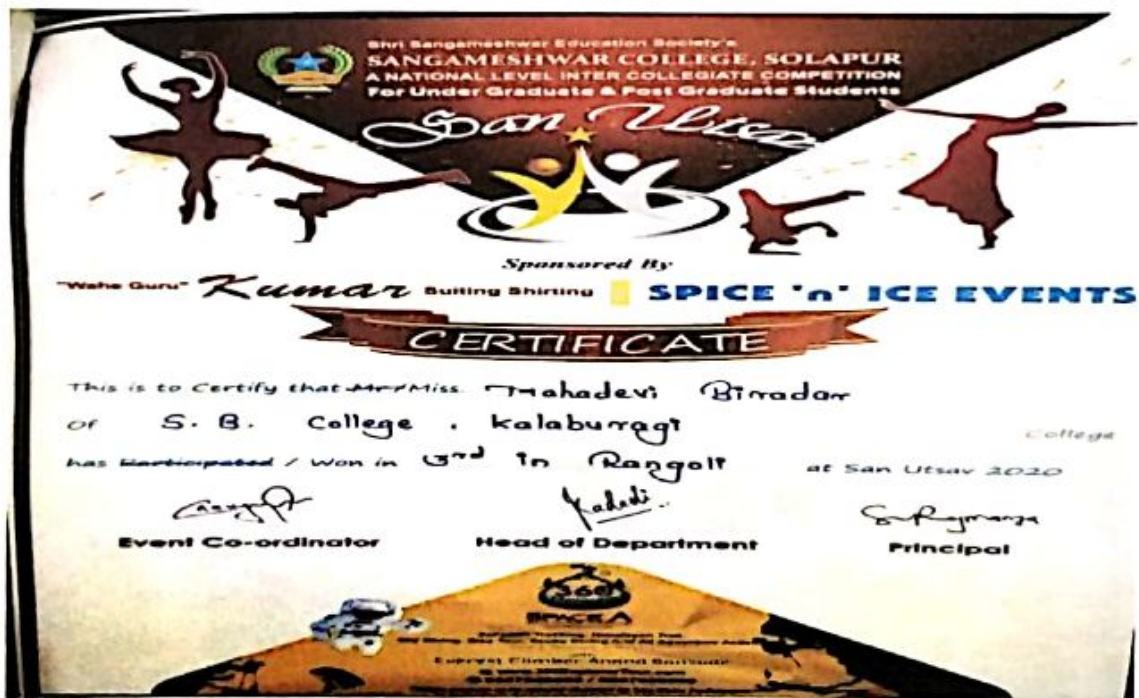 Shri Sangameshwar Education Society's
SANGAMESHWAR COLLEGE, SOLAPUR
A NATIONAL LEVEL INTER COLLEGIATE COMPETITION
For Under Graduate & Post Graduate Students
San Utsav
Sponsored By
"Wahe Guru" Kumar Suiting Shirting SPICE 'n' ICE EVENTS
CERTIFICATE
This is to Certify that Mr/Miss. Mahadevi Birradar
of S. B. College, Kalaburragi College
has Participated / Won in 3rd in Rangoli at San Utsav 2020
Event Co-ordinator Head of Department Principal
360
Everest Climber Anand Bansode